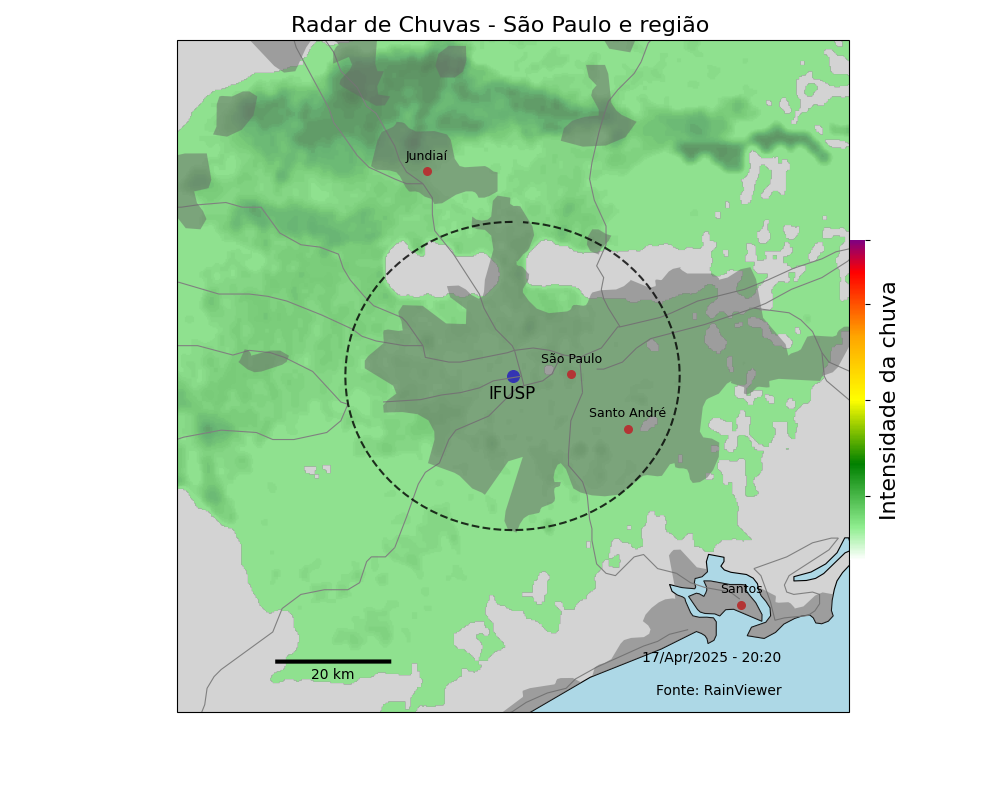 Radar de Chuvas - São Paulo e região
Jundiaí
São Paulo
IFUSP
Santo André
Intensidade da chuva
Santos
17/Apr/2025 - 20:20
20 km
Fonte: RainViewer